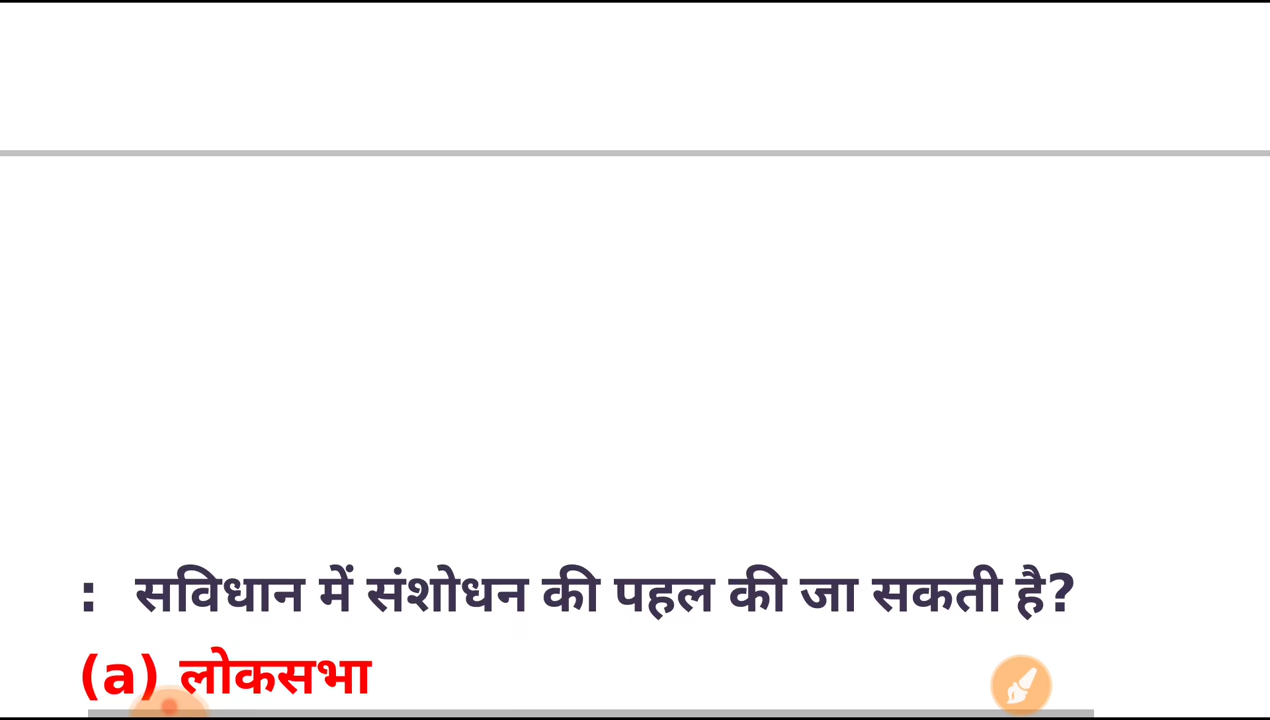 : सविधान में संशोधन की पहल की जा सकती है?
(a) लोकसभा